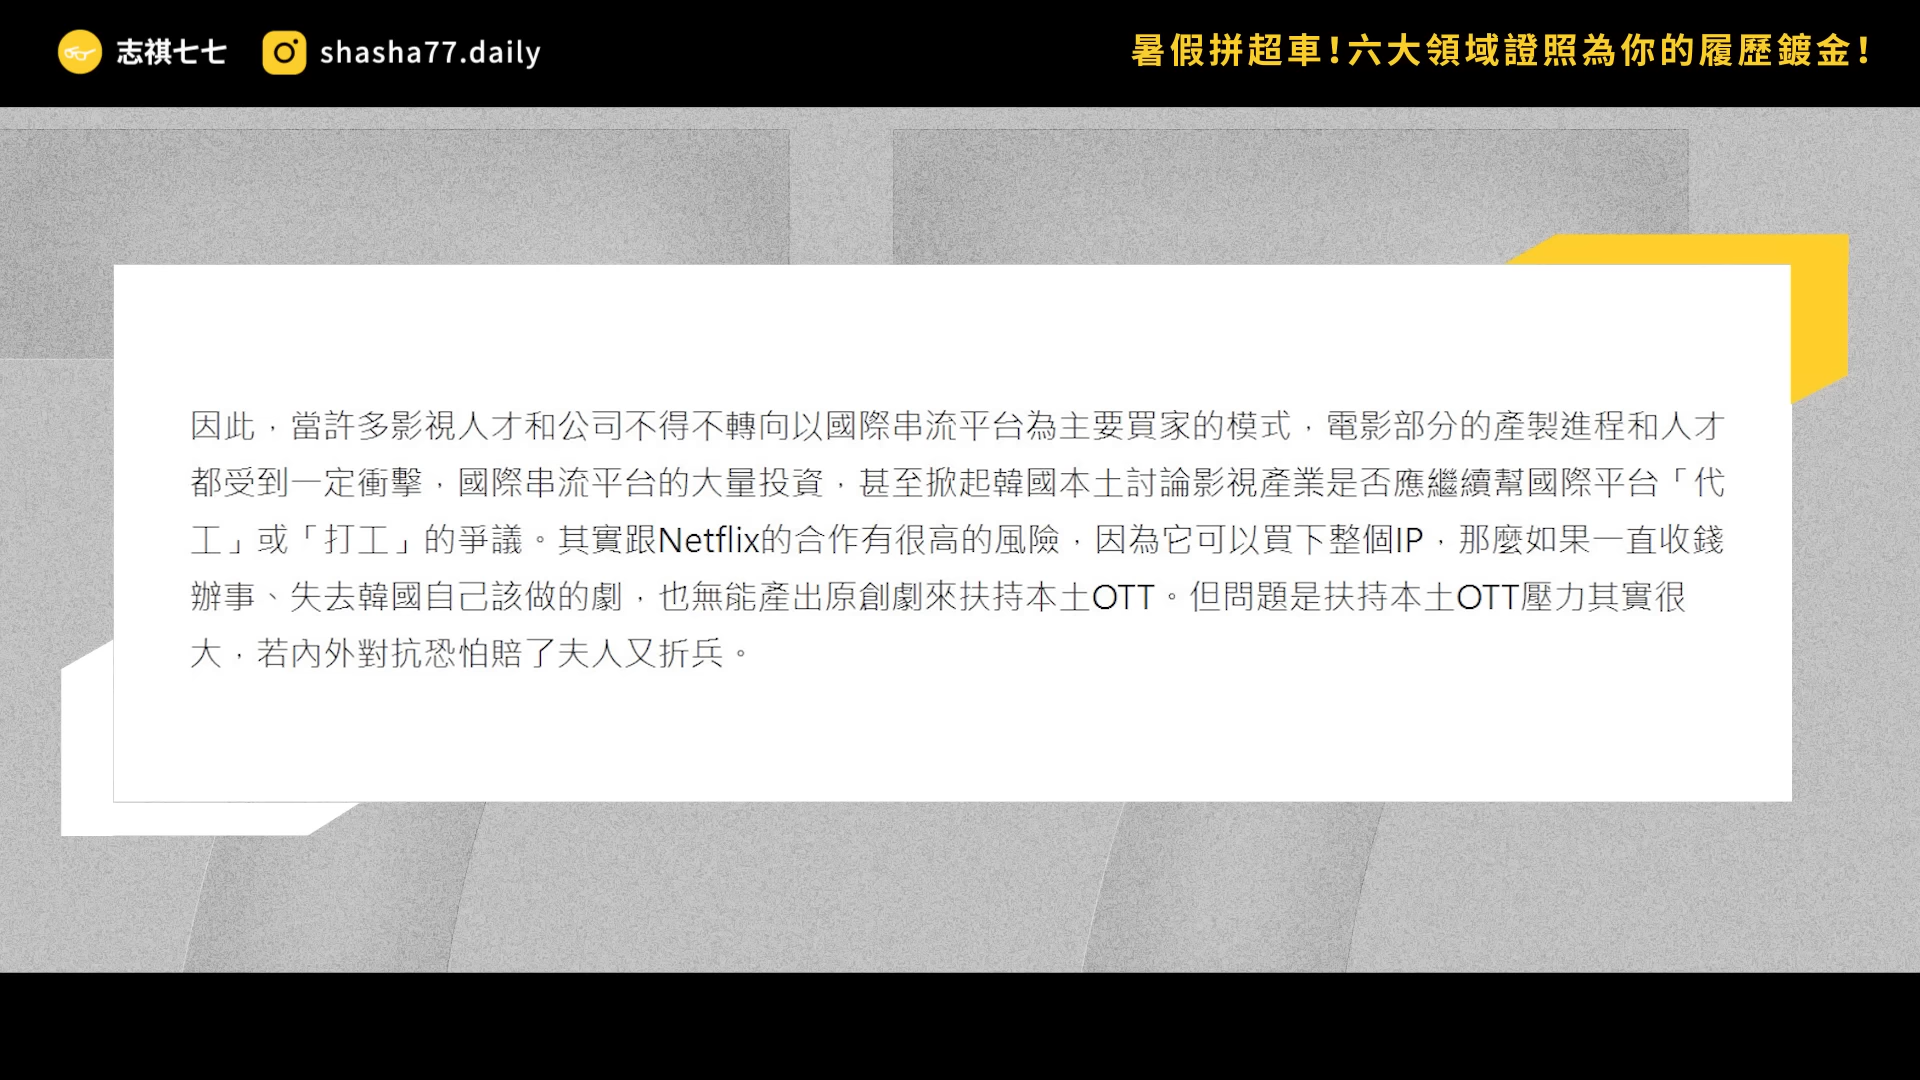 志祺七七
shasha77.daily
暑假拼超車!六大領域證照為你的履歷鍍金!
因此，當許多影視人才和公司不得不轉向以國際串流平台為主要買家的模式，電影部分的產製進程和人才
都受到一定衝擊，國際串流平台的大量投資，甚至掀起韓國本土討論影視產業是否應繼續幫國際平台「代
工」或「打工」的爭議。其實跟Netflix的合作有很高的風險，因為它可以買下整個IP，那麼如果一直收錢
辦事、失去韓國自己該做的劇，也無能產出原創劇來扶持本土OTT。但問題是扶持本土OTT壓力其實很
大，若內外對抗恐怕賠了夫人又折兵。